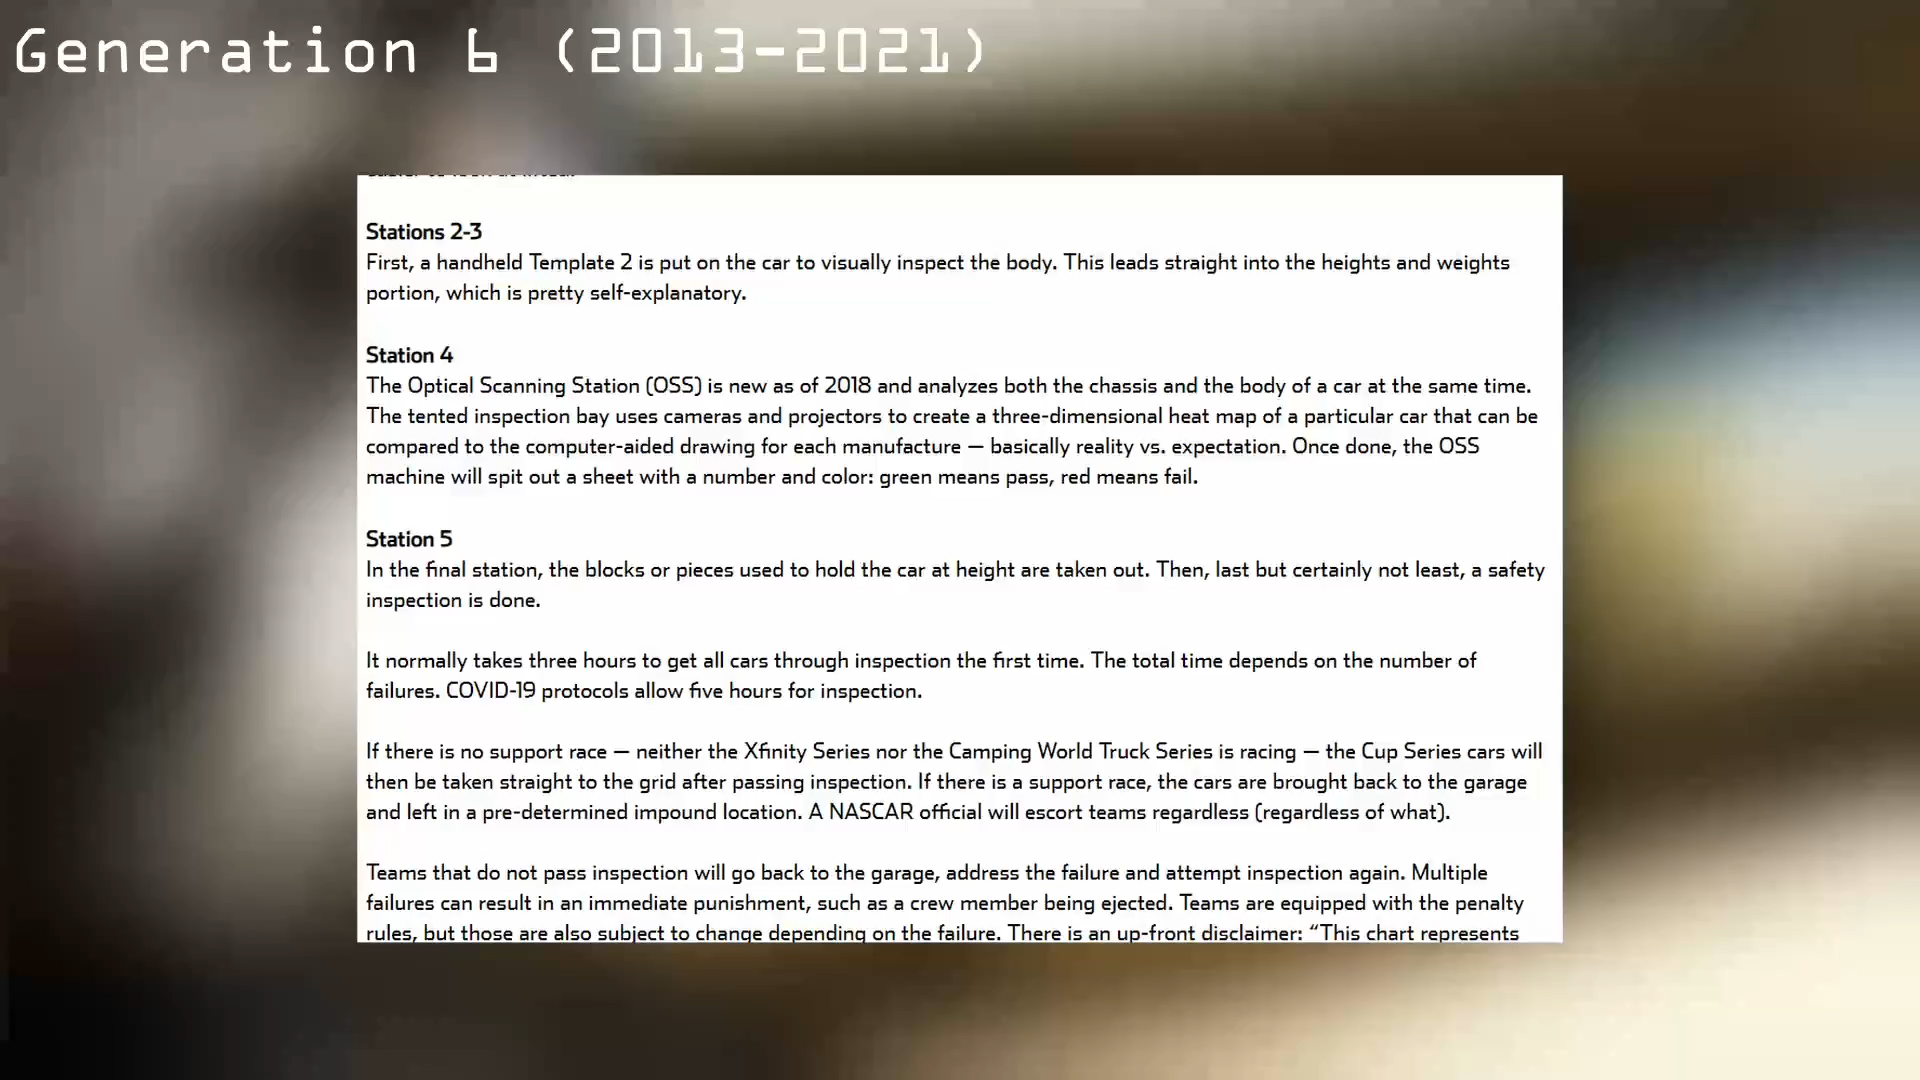 Generation 6 (2013-2021)
Stations 2-3
First, a handheld Template 2 is put on the car to visually inspect the body. This leads straight into the heights and weights
portion, which is pretty self-explanatory.
Station 4
The Optical Scanning Station (OSS) is new as of 2018 and analyzes both the chassis and the body of a car at the same time.
The tented inspection bay uses cameras and projectors to create a three-dimensional heat map of a particular car that can be
compared to the computer-aided drawing for each manufacture — basically reality vs. expectation. Once done, the OSS
machine will spit out a sheet with a number and color: green means pass, red means fail.
Station 5
In the final station, the blocks or pieces used to hold the car at height are taken out. Then, last but certainly not least, a safety
inspection is done.
It normally takes three hours to get all cars through inspection the first time. The total time depends on the number of
failures. COVID-19 protocols allow five hours for inspection.
If there is no support race — neither the Xfinity Series nor the Camping World Truck Series is racing — the Cup Series cars will
then be taken straight to the grid after passing inspection. If there is a support race, the cars are brought back to the garage
and left in a pre-determined impound location. A NASCAR official will escort teams regardless (regardless of what).
Teams that do not pass inspection will go back to the garage, address the failure and attempt inspection again. Multiple
failures can result in an immediate punishment, such as a crew member being ejected. Teams are equipped with the penalty
rules, but those are also subject to change depending on the failure. There is an up-front disclaimer: “This chart represents